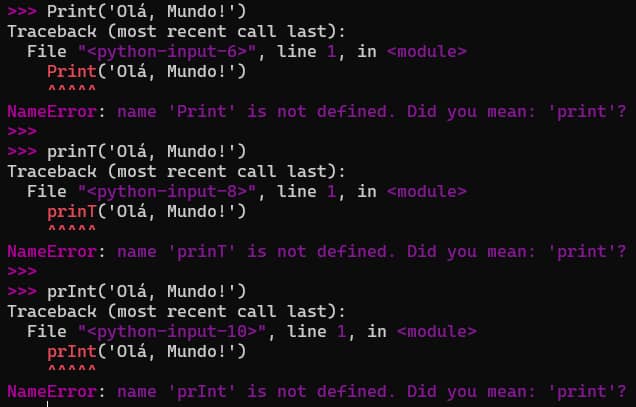 >>> Print('Olá, Mundo!')
Traceback (most recent call last):
  File "<python-input-6>", line 1, in <module>
    Print('Olá, Mundo!')
    ^^^^^
NameError: name 'Print' is not defined. Did you mean: 'print'?
>>>
>>> prinT('Olá, Mundo!')
Traceback (most recent call last):
  File "<python-input-8>", line 1, in <module>
    prinT('Olá, Mundo!')
    ^^^^^
NameError: name 'prinT' is not defined. Did you mean: 'print'?
>>>
>>> prInt('Olá, Mundo!')
Traceback (most recent call last):
  File "<python-input-10>", line 1, in <module>
    prInt('Olá, Mundo!')
    ^^^^^
NameError: name 'prInt' is not defined. Did you mean: 'print'?